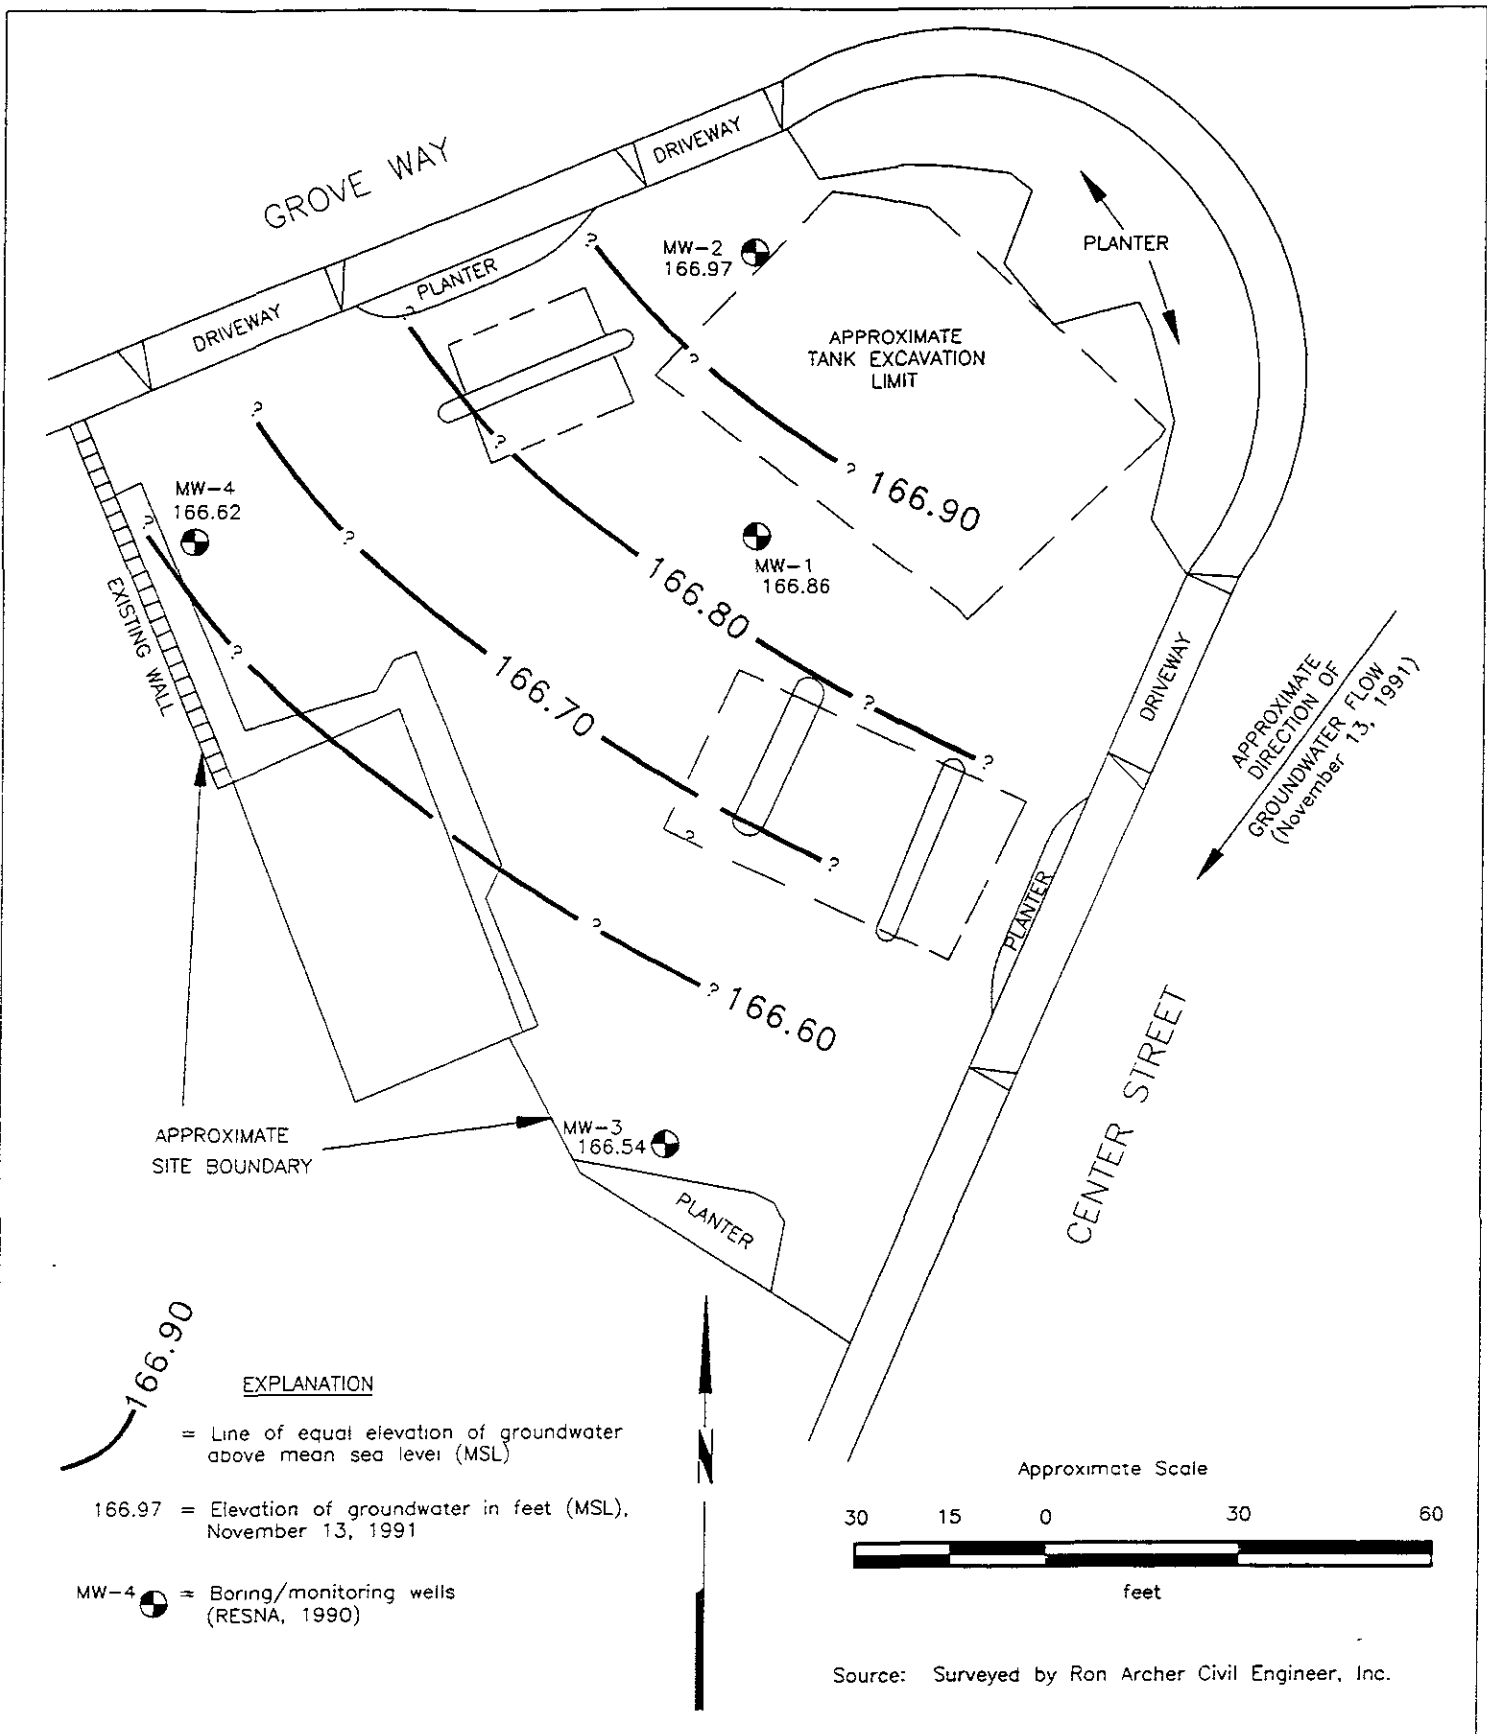 GROVE WAY
DRIVEWAY
DRIVEWAY
PLANTER
DRIVEWAY
MW-2
166.97
PLANTER
APPROXIMATE
TANK EXCAVATION
LIMIT
?
?
?
?
?
?
?
166.90
MW-4
166.62
?
?
EXISTING WALL
MW-1
166.86
166.80
?
?
?
166.70
?
?
DRIVEWAY
APPROXIMATE
DIRECTION OF
GROUNDWATER FLOW
(November 13, 1991)
PLANTER
?
?
166.60
CENTER STREET
APPROXIMATE
SITE BOUNDARY
MW-3
166.54
PLANTER
166.90
EXPLANATION
= Line of equal elevation of groundwater
above mean sea level (MSL)
166.97 = Elevation of groundwater in feet (MSL),
November 13, 1991
MW-4 = Boring/monitoring wells
(RESNA, 1990)
N
Approximate Scale
30 15 0 30 60
feet
Source: Surveyed by Ron Archer Civil Engineer, Inc.